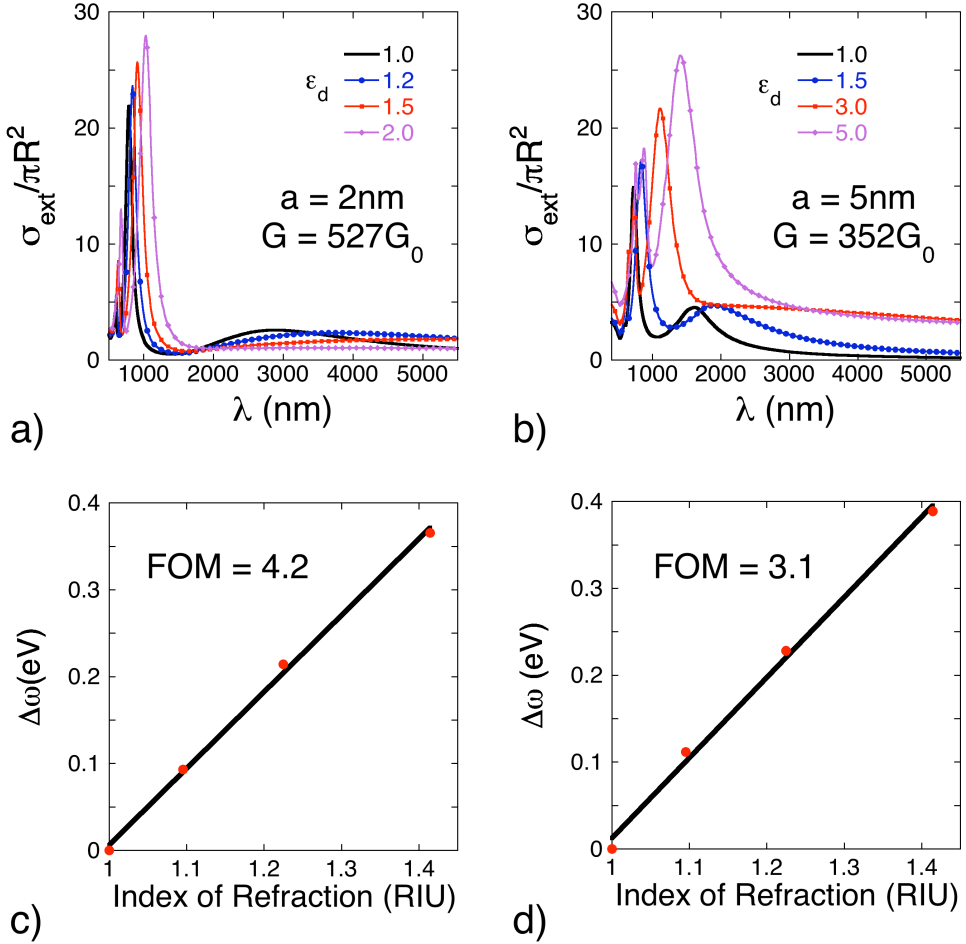 30
20
10
0
σext/πR²
1000 2000 3000 4000 5000
λ (nm)
εd
1.0
1.2
1.5
2.0
a = 2nm
G = 527G0
a)
30
20
10
0
σext/πR²
1000 2000 3000 4000 5000
λ (nm)
εd
1.0
1.5
3.0
5.0
a = 5nm
G = 352G0
b)
0.4
0.3
0.2
0.1
0
Δω(eV)
FOM = 4.2
1 1.1 1.2 1.3 1.4
Index of Refraction (RIU)
c)
0.4
0.3
0.2
0.1
0
Δω (eV)
FOM = 3.1
1 1.1 1.2 1.3 1.4
Index of Refraction (RIU)
d)